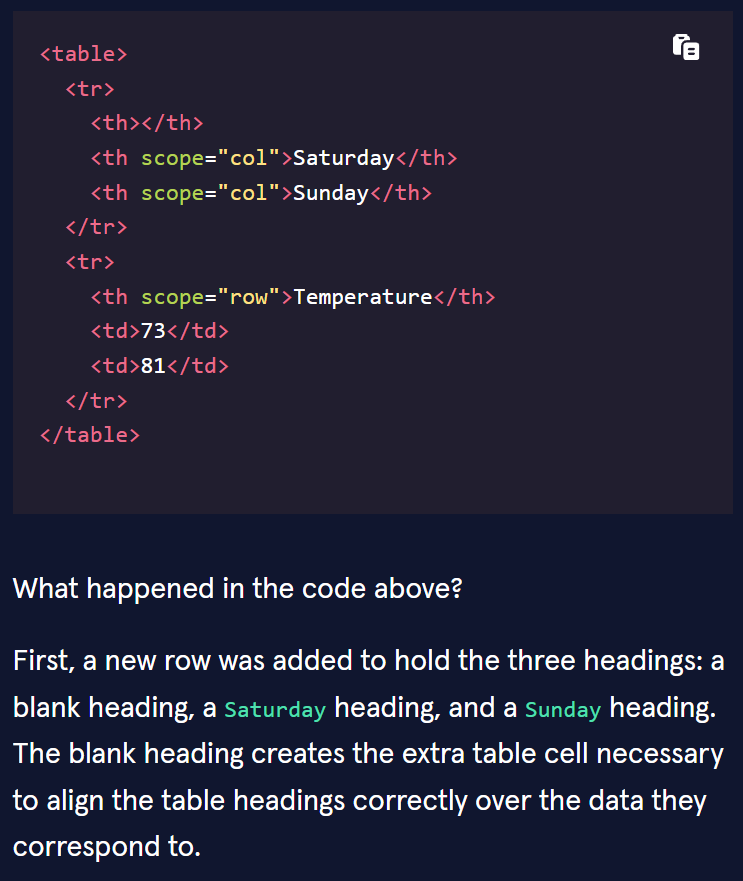 <table>
  <tr>
    <th></th>
    <th scope="col">Saturday</th>
    <th scope="col">Sunday</th>
  </tr>
  <tr>
    <th scope="row">Temperature</th>
    <td>73</td>
    <td>81</td>
  </tr>
</table>
What happened in the code above?
First, a new row was added to hold the three headings: a
blank heading, a Saturday heading, and a Sunday heading.
The blank heading creates the extra table cell necessary
to align the table headings correctly over the data they
correspond to.